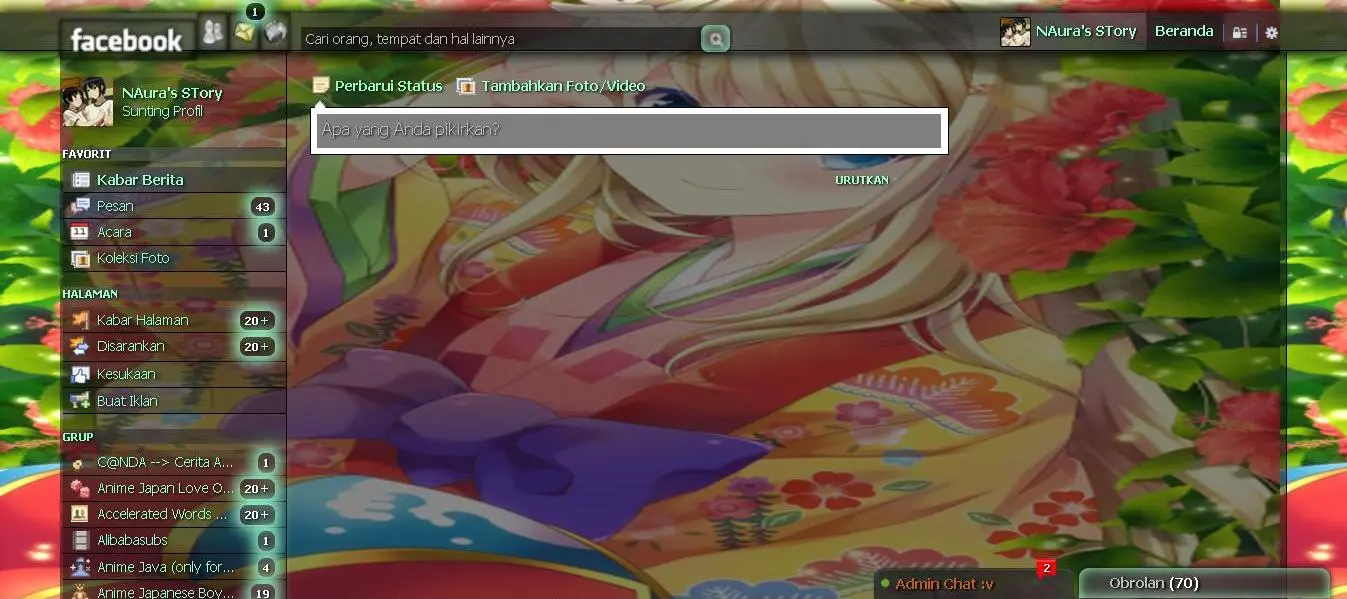 1
facebook
Cari orang, tempat dan hal lainnya
NAura's STory
Beranda
NAura's STory
Sunting Profil
Perbarui Status
Tambahkan Foto/Video
Apa yang Anda pikirkan?
URUTKAN
FAVORIT
Kabar Berita
Pesan 43
Acara 1
Koleksi Foto
HALAMAN
Kabar Halaman 20+
Disarankan 20+
Kesukaan
Buat Iklan
GRUP
C@NDA --> Cerita A... 1
Anime Japan Love O... 20+
Accelerated Words ... 20+
Alibabasubs 1
Anime Java (only for... 4
Anime Japanese Boy... 19
Admin Chat :v 2
Obrolan (70)